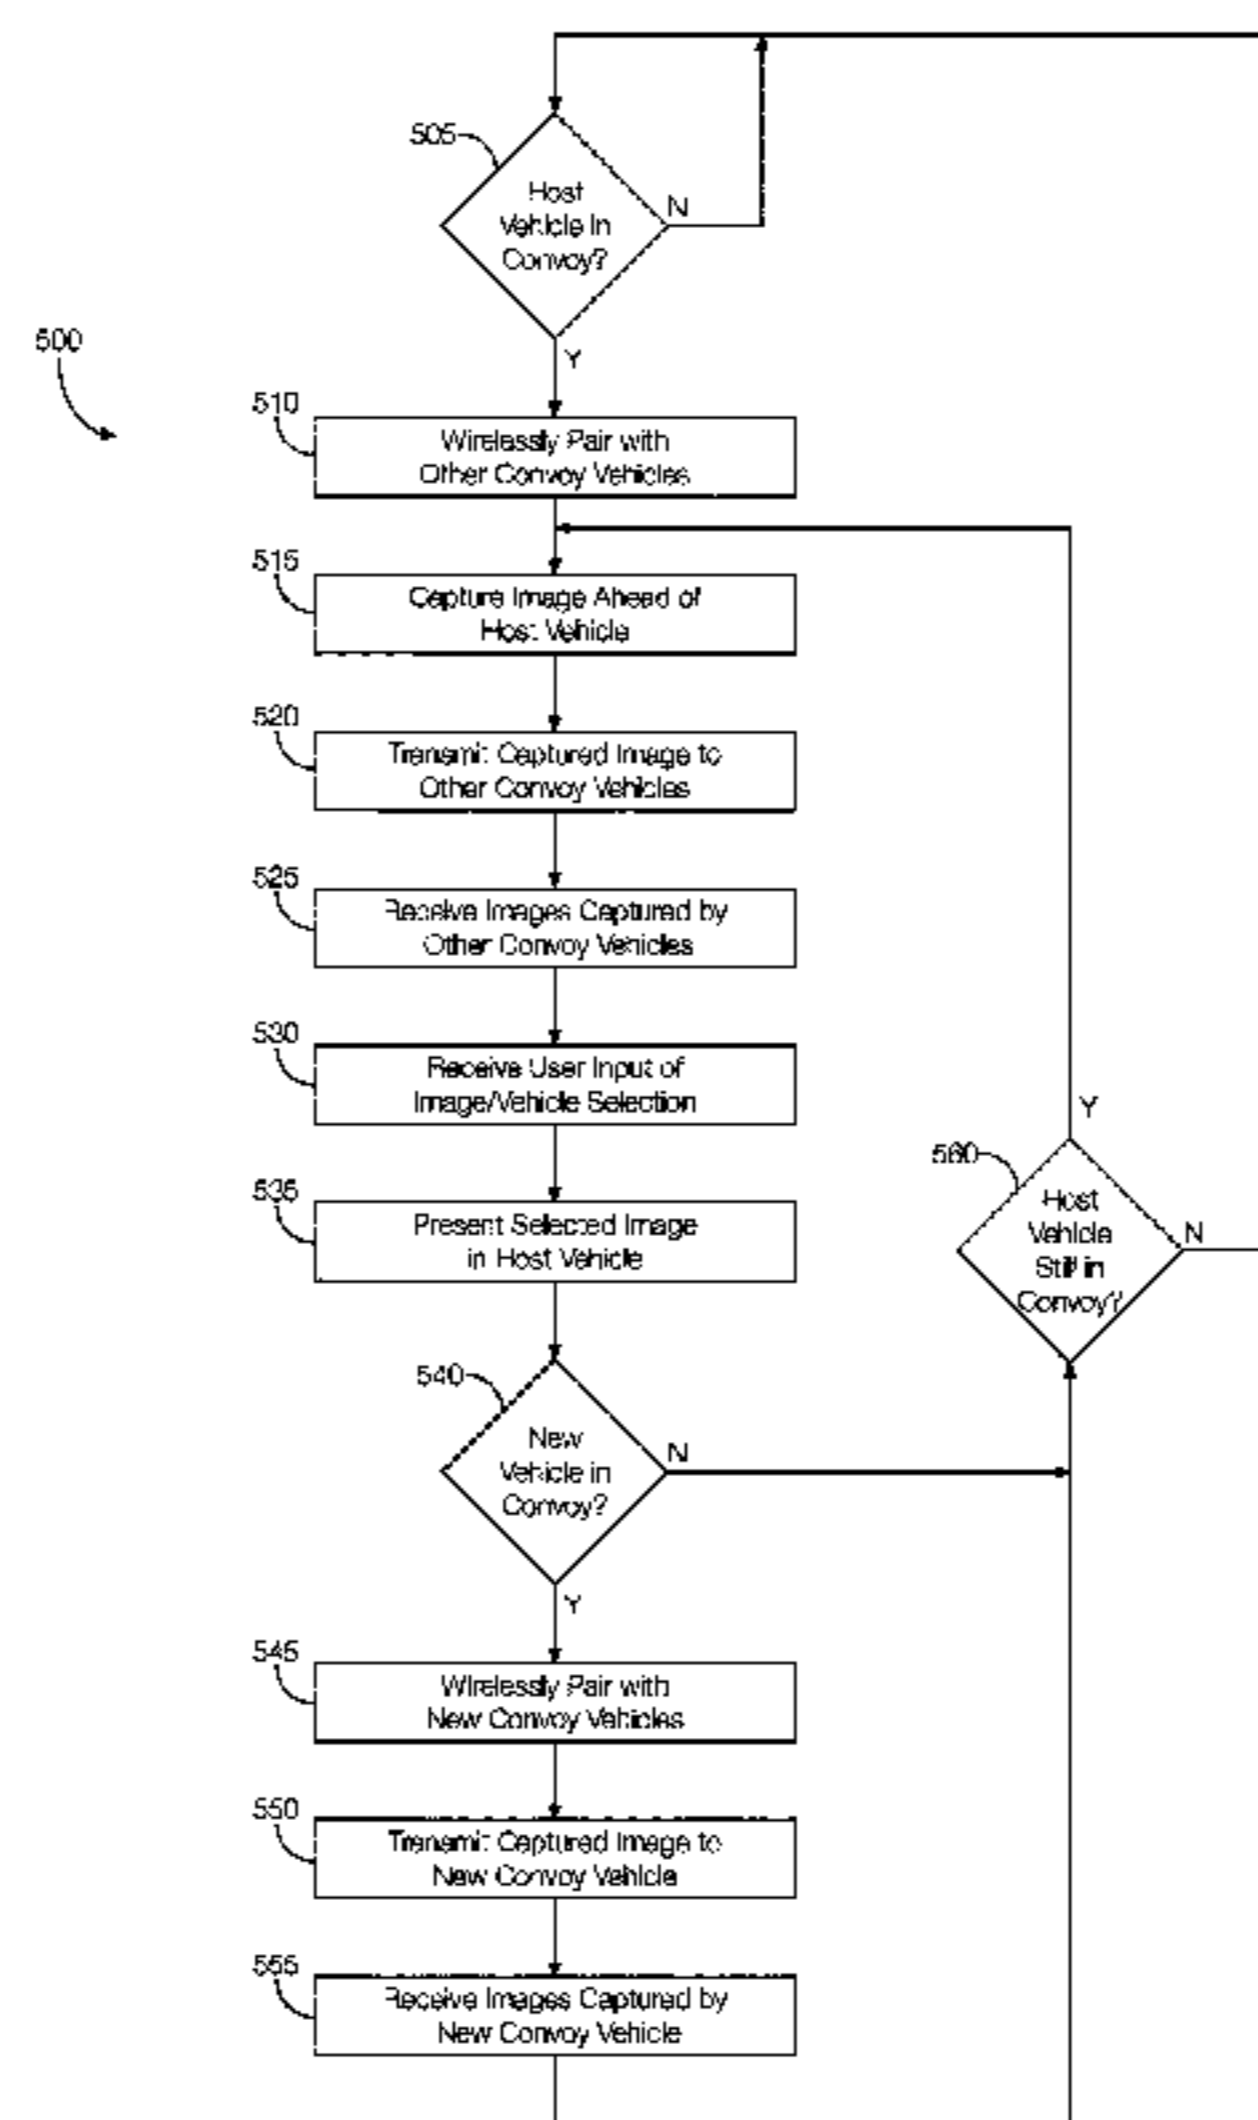 505
Host
Vehicle In
Convoy?
N
Y
500
510
Wirelessly Pair with
Other Convoy Vehicles
515
Capture Image Ahead of
Host Vehicle
520
Transmit Captured Image to
Other Convoy Vehicles
525
Receive Images Captured by
Other Convoy Vehicles
530
Receive User Input of
Image/Vehicle Selection
535
Present Selected Image
in Host Vehicle
Y
560
Host
Vehicle
Still in
Convoy?
N
540
New
Vehicle in
Convoy?
N
Y
545
Wirelessly Pair with
New Convoy Vehicles
550
Transmit Captured Image to
New Convoy Vehicle
555
Receive Images Captured by
New Convoy Vehicle